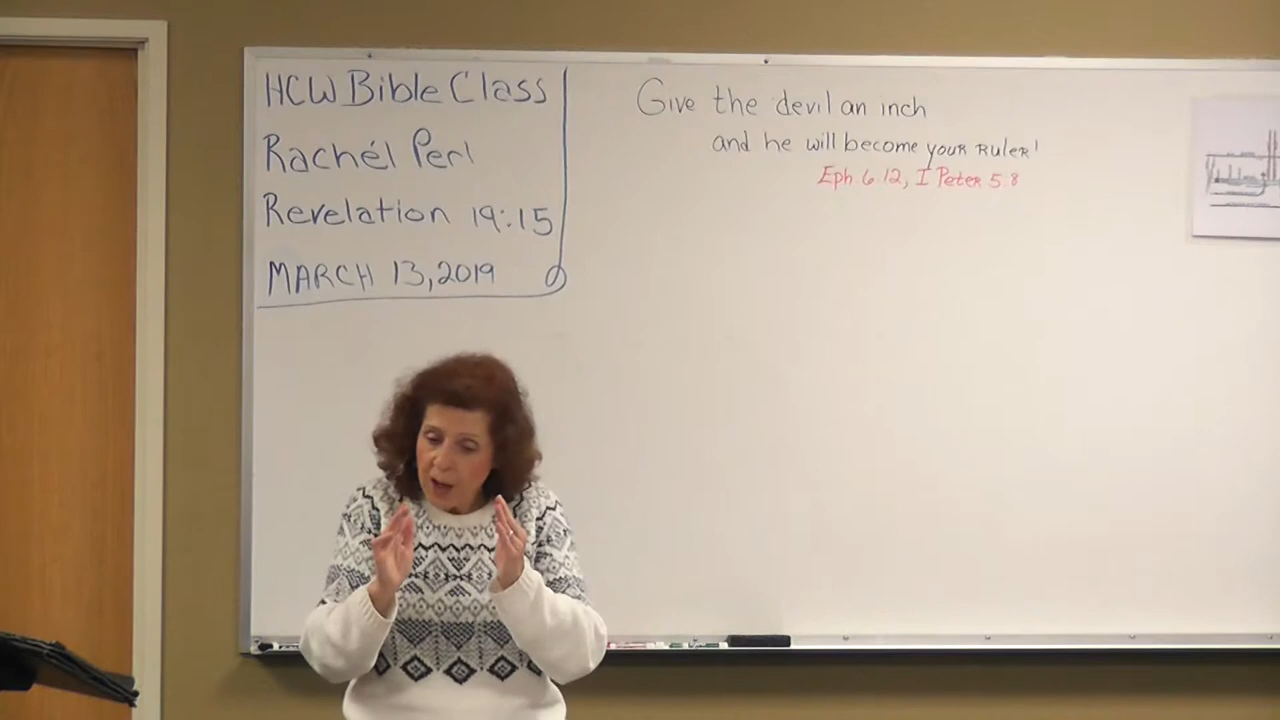 HCW Bible Class
Rachél Perl
Revelation 19:15
MARCH 13, 2019
Give the devil an inch
and he will become your ruler!
Eph. 6.12, I Peter 5.8